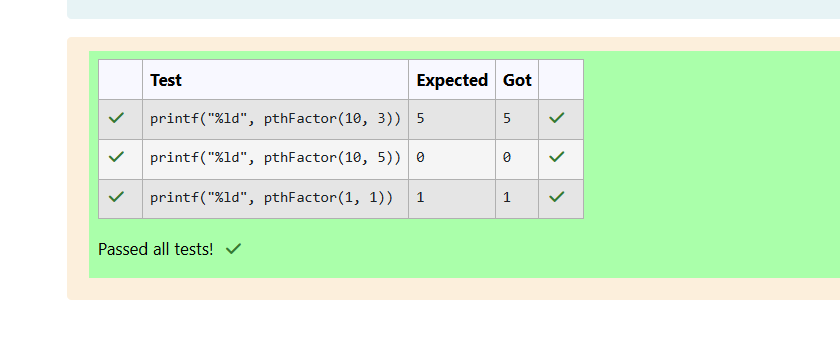 Test Expected Got
printf("%ld", pthFactor(10, 3)) 5 5
printf("%ld", pthFactor(10, 5)) 0 0
printf("%ld", pthFactor(1, 1)) 1 1
Passed all tests!